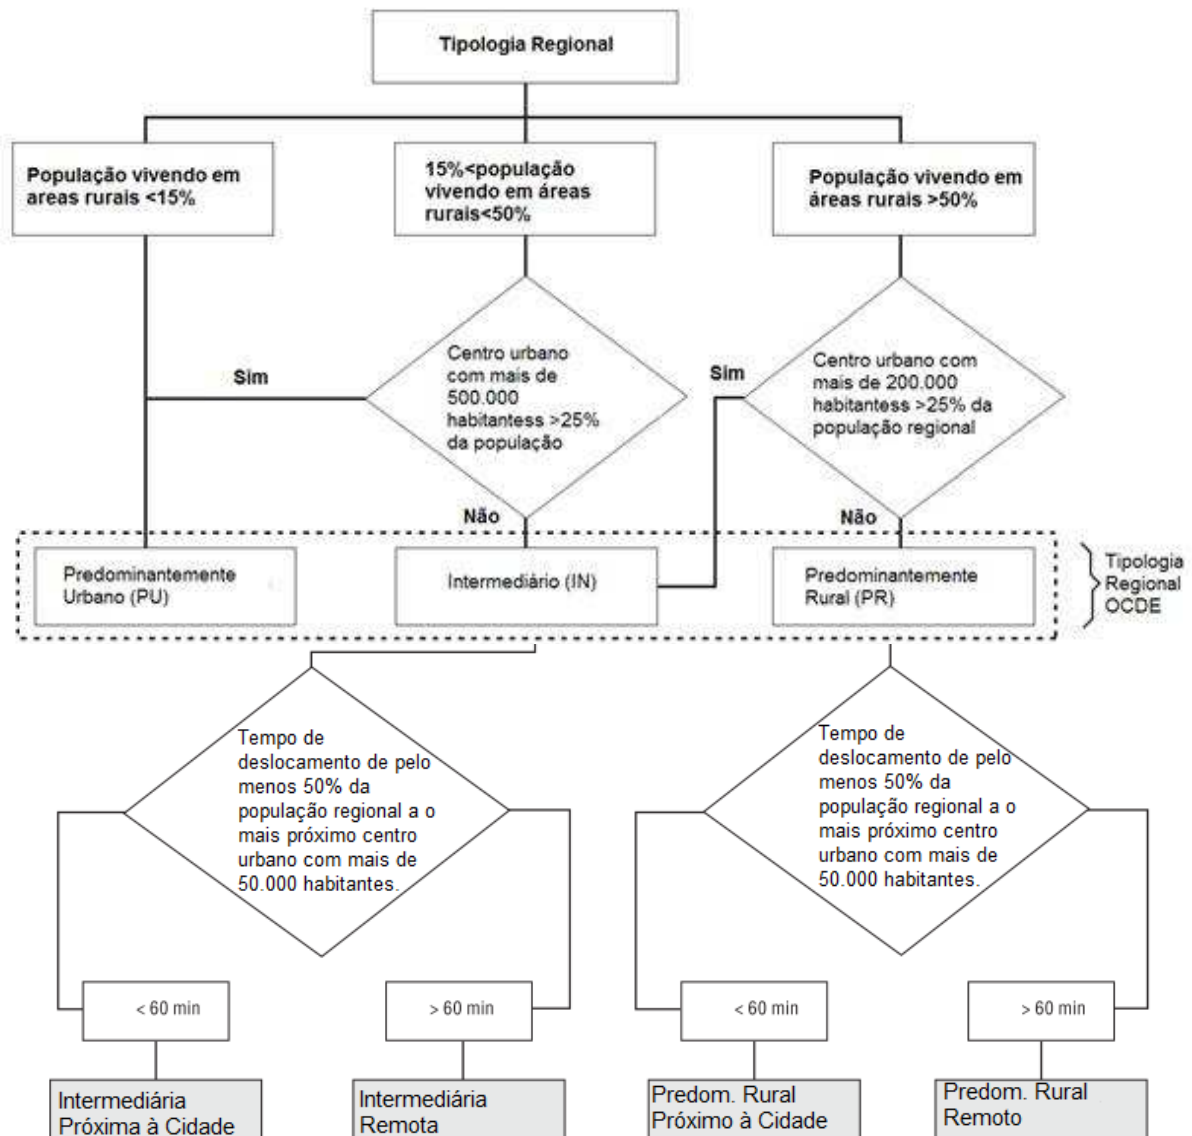 Tipologia Regional
População vivendo em
areas rurais <15%
15%<população
vivendo em áreas
rurais<50%
População vivendo em
áreas rurais >50%
Centro urbano
com mais de
500.000
habitantess >25%
da população
Sim
Centro urbano com
mais de 200.000
habitantess >25% da
população regional
Sim
Não
Não
Predominantemente
Urbano (PU)
Intermediário (IN)
Predominantemente
Rural (PR)
Tipologia
Regional
OCDE
Tempo de
deslocamento de pelo
menos 50% da
população regional a o
mais próximo centro
urbano com mais de
50.000 habitantes.
Tempo de
deslocamento de pelo
menos 50% da
população regional a o
mais próximo centro
urbano com mais de
50.000 habitantes.
< 60 min
> 60 min
< 60 min
> 60 min
Intermediária
Próxima à Cidade
Intermediária
Remota
Predom. Rural
Próximo à Cidade
Predom. Rural
Remoto